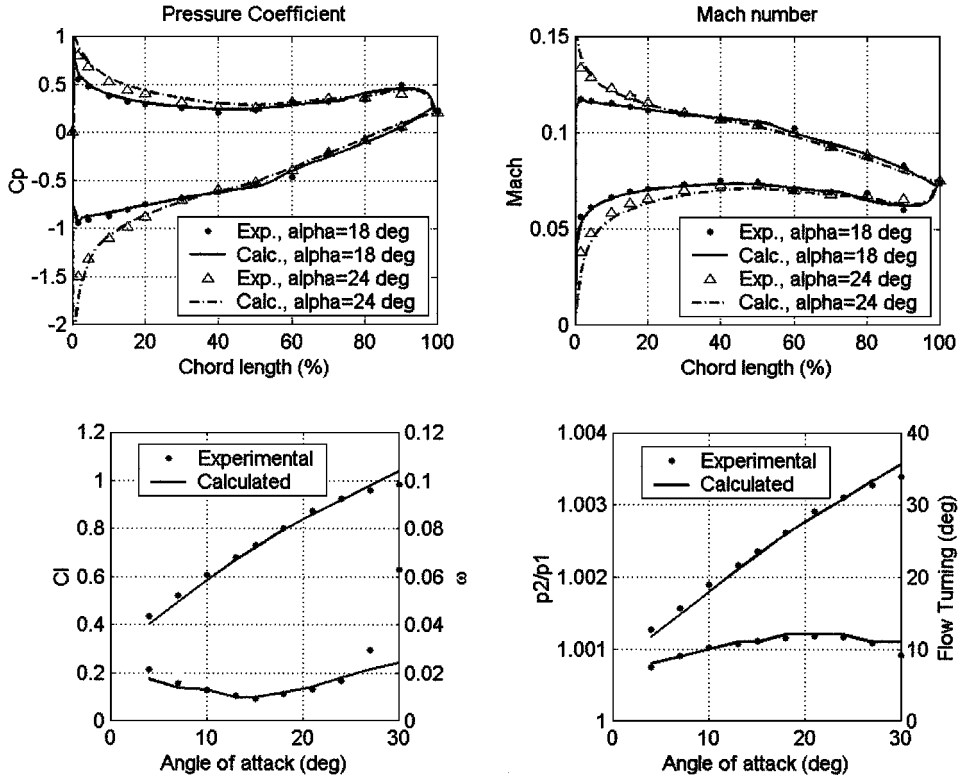 Pressure Coefficient
1
0.5
0
-0.5
-1
-1.5
-2
Cp
0
20
40
60
80
100
Chord length (%)
Exp., alpha=18 deg
Calc., alpha=18 deg
Exp., alpha=24 deg
Calc., alpha=24 deg
Mach number
0.15
0.1
0.05
0
Mach
0
20
40
60
80
100
Chord length (%)
Exp., alpha=18 deg
Calc., alpha=18 deg
Exp., alpha=24 deg
Calc., alpha=24 deg
1.2
1
0.8
0.6
0.4
0.2
0
Cl
Experimental
Calculated
0.12
0.1
0.08
0.06
0.04
0.02
0
ω
0
10
20
30
Angle of attack (deg)
1.004
1.003
1.002
1.001
1
p2/p1
Experimental
Calculated
40
30
20
10
0
Flow Turning (deg)
0
10
20
30
Angle of attack (deg)